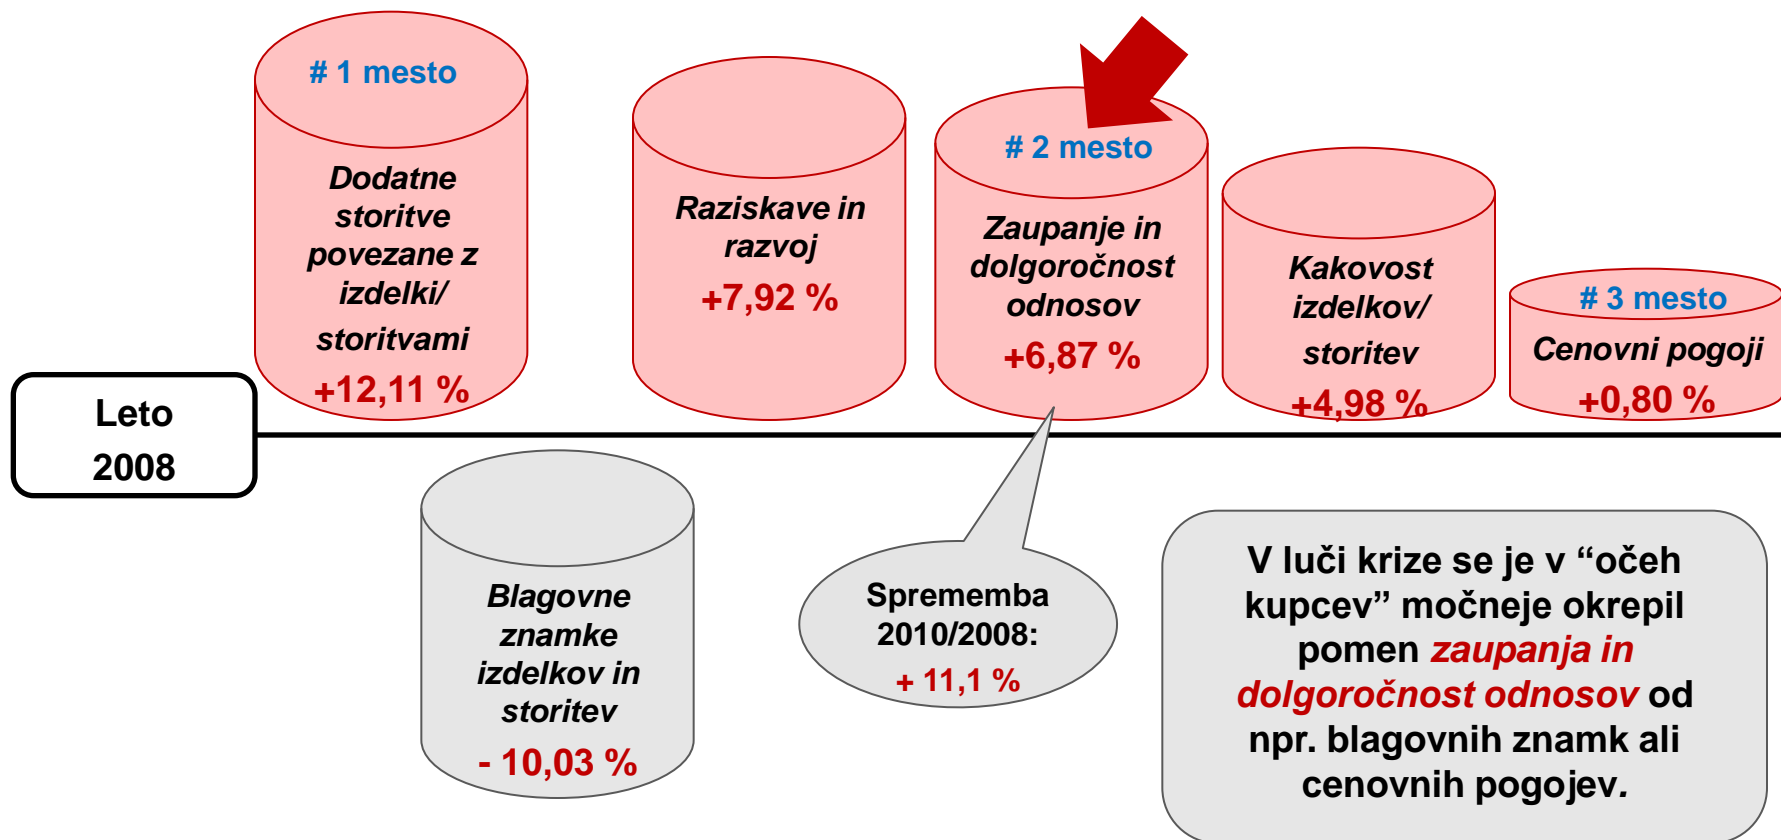 Leto
2008
# 1 mesto
Dodatne
storitve
povezane z
izdelki/
storitvami
+12,11 %
Raziskave in
razvoj
+7,92 %
# 2 mesto
Zaupanje in
dolgoročnost
odnosov
+6,87 %
Kakovost
izdelkov/
storitev
+4,98 %
# 3 mesto
Cenovni pogoji
+0,80 %
Blagovne
znamke
izdelkov in
storitev
- 10,03 %
Sprememba
2010/2008:
+ 11,1 %
V luči krize se je v “očeh
kupcev” močneje okrepil
pomen zaupanja in
dolgoročnost odnosov od
npr. blagovnih znamk ali
cenovnih pogojev.